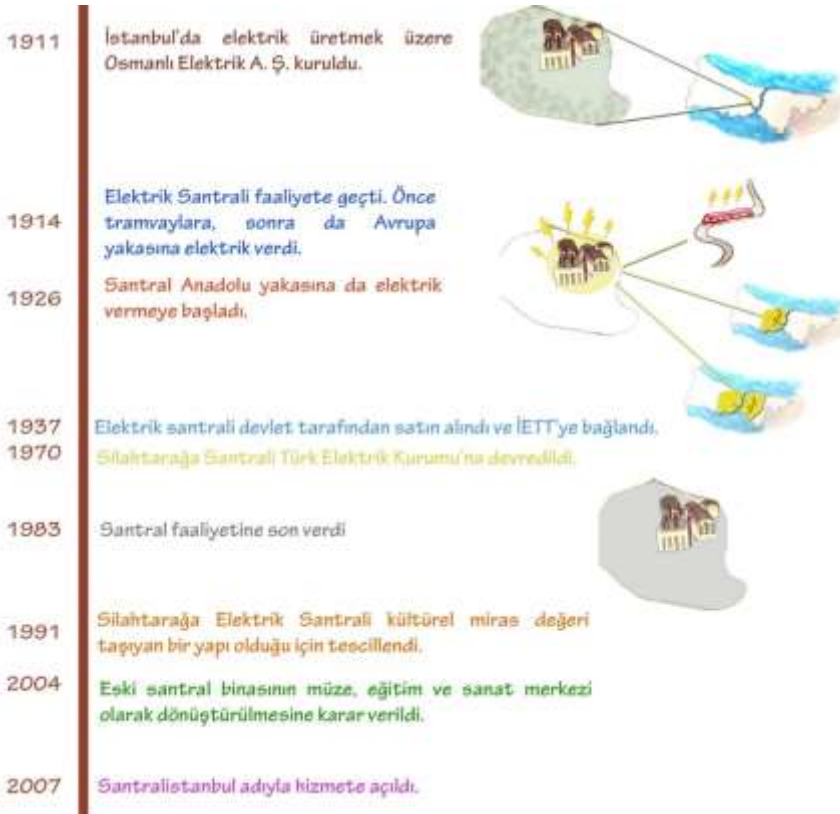 1911
İstanbul'da elektrik üretmek üzere
Osmanlı Elektrik A. Ş. kuruldu.
1914
Elektrik Santrali faaliyete geçti. Önce
tramvaylara, sonra da Avrupa
yakasına elektrik verdi.
1926
Santral Anadolu yakasına da elektrik
vermeye başladı.
1937
Elektrik santrali devlet tarafından satın alındı ve İETT'ye bağlandı.
1970
Silahtarağa Santrali Türk Elektrik Kurumu'na devredildi.
1983
Santral faaliyetine son verdi
1991
Silahtarağa Elektrik Santrali kültürel miras değeri
taşıyan bir yapı olduğu için tescillendi.
2004
Eski santral binasının müze, eğitim ve sanat merkezi
olarak dönüştürülmesine karar verildi.
2007
Santralistanbul adıyla hizmete açıldı.